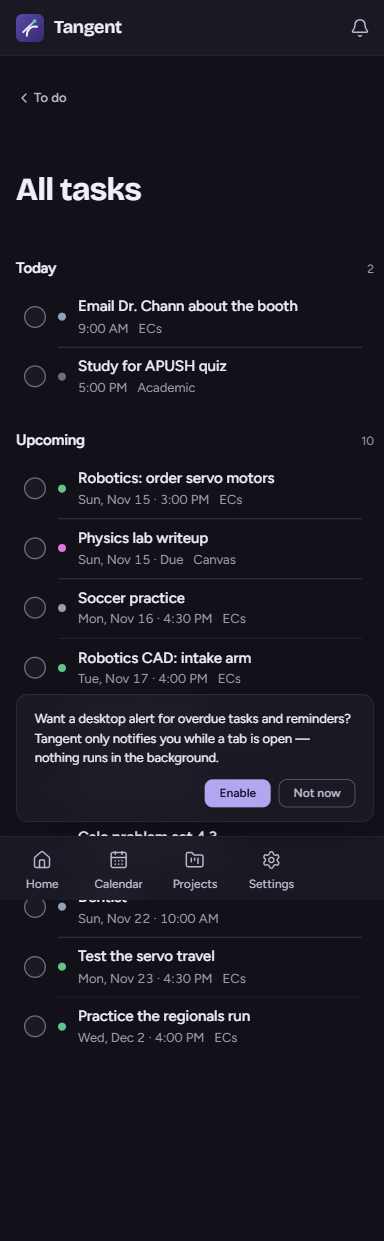 Tangent
To do
All tasks
Today 2
Email Dr. Chann about the booth
9:00 AM ECs
Study for APUSH quiz
5:00 PM Academic
Upcoming 10
Robotics: order servo motors
Sun, Nov 15 · 3:00 PM ECs
Physics lab writeup
Sun, Nov 15 · Due Canvas
Soccer practice
Mon, Nov 16 · 4:30 PM ECs
Robotics CAD: intake arm
Tue, Nov 17 · 4:00 PM ECs
Want a desktop alert for overdue tasks and reminders?
Tangent only notifies you while a tab is open —
nothing runs in the background.
Enable Not now
Calc problem set 4.3
Home Calendar Projects Settings
Dentist
Sun, Nov 22 · 10:00 AM
Test the servo travel
Mon, Nov 23 · 4:30 PM ECs
Practice the regionals run
Wed, Dec 2 · 4:00 PM ECs